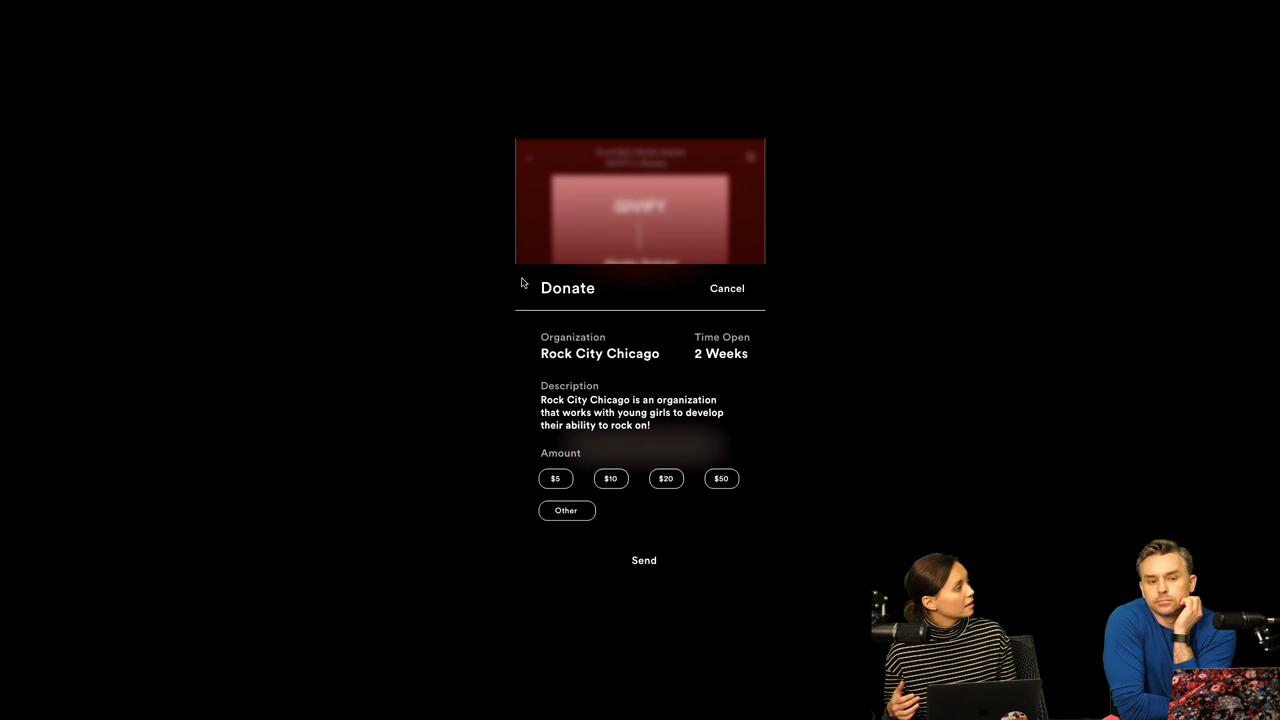 GIVIFY
Donate
Cancel
Organization
Time Open
Rock City Chicago
2 Weeks
Description
Rock City Chicago is an organization
that works with young girls to develop
their ability to rock on!
Amount
$5
$10
$20
$50
Other
Send